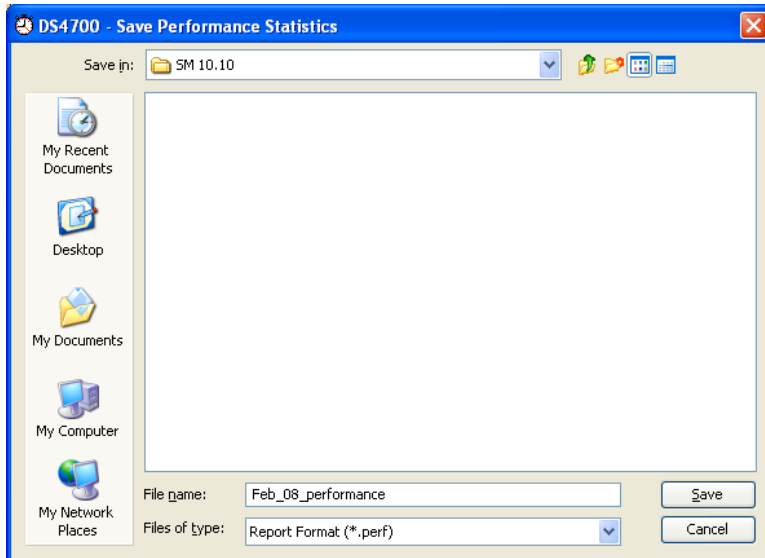 DS4700 - Save Performance Statistics
Save in:
SM 10.10
My Recent
Documents
Desktop
My Documents
My Computer
My Network
Places
File name:
Feb_08_performance
Save
Files of type:
Report Format (*.perf)
Cancel